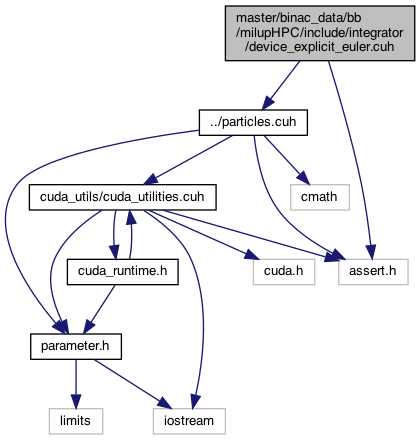 master/binac_data/bb
/milupHPC/include/integrator
/device_explicit_euler.cuh
../particles.cuh
cuda_utils/cuda_utilities.cuh
cmath
cuda_runtime.h
cuda.h
assert.h
parameter.h
limits
iostream